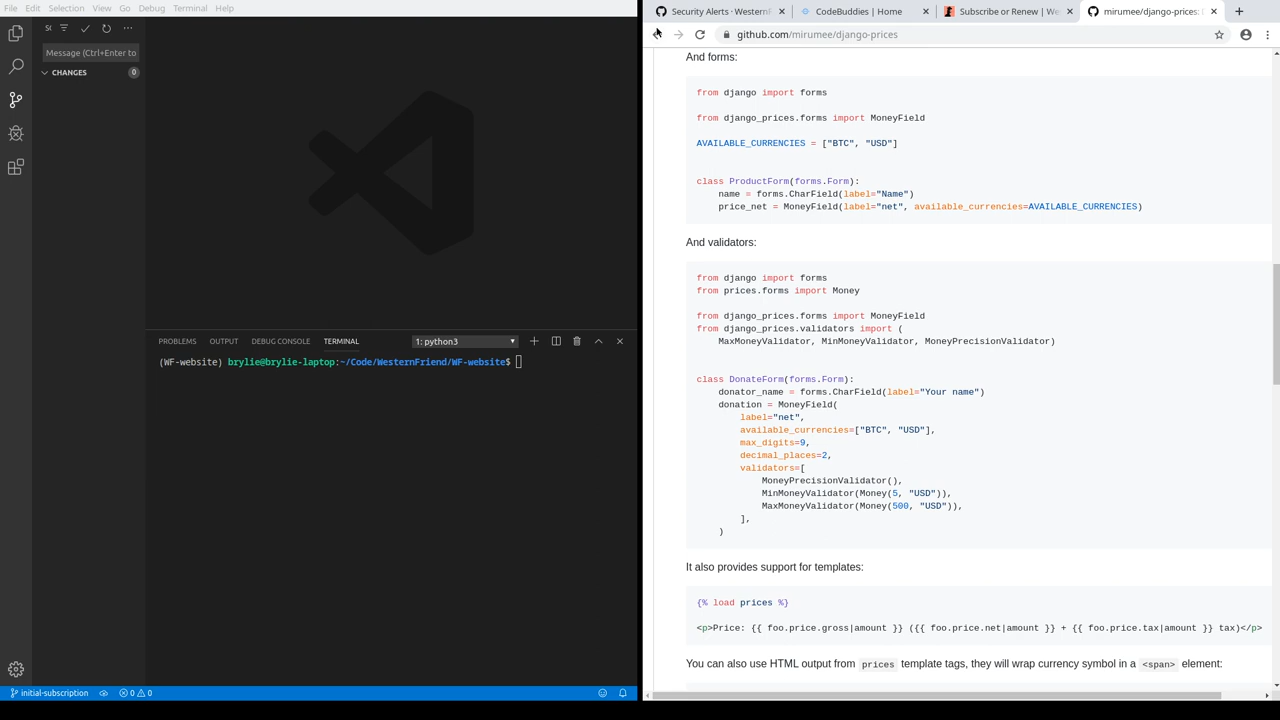 File Edit Selection View Go Debug Terminal Help
Message (Ctrl+Enter to
CHANGES 0
PROBLEMS OUTPUT DEBUG CONSOLE TERMINAL 1: python3
(WF-website) brylie@brylie-laptop:~/Code/WesternFriend/WF-website$
initial-subscription 0 0
Security Alerts · Western CodeBuddies | Home Subscribe or Renew | We mirumee/django-prices:
github.com/mirumee/django-prices
And forms:
from django import forms
from django_prices.forms import MoneyField
AVAILABLE_CURRENCIES = ["BTC", "USD"]
class ProductForm(forms.Form):
name = forms.CharField(label="Name")
price_net = MoneyField(label="net", available_currencies=AVAILABLE_CURRENCIES)
And validators:
from django import forms
from prices.forms import Money
from django_prices.forms import MoneyField
from django_prices.validators import (
MaxMoneyValidator, MinMoneyValidator, MoneyPrecisionValidator)
class DonateForm(forms.Form):
donator_name = forms.CharField(label="Your name")
donation = MoneyField(
label="net",
available_currencies=["BTC", "USD"],
max_digits=9,
decimal_places=2,
validators=[
MoneyPrecisionValidator(),
MinMoneyValidator(Money(5, "USD")),
MaxMoneyValidator(Money(500, "USD")),
],
)
It also provides support for templates:
{% load prices %}
<p>Price: {{ foo.price.gross|amount }} ({{ foo.price.net|amount }} + {{ foo.price.tax|amount }} tax)</p>
You can also use HTML output from prices template tags, they will wrap currency symbol in a <span> element: